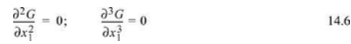 ∂²G/∂x₁² = 0; ∂³G/∂x₁³ = 0 14.6